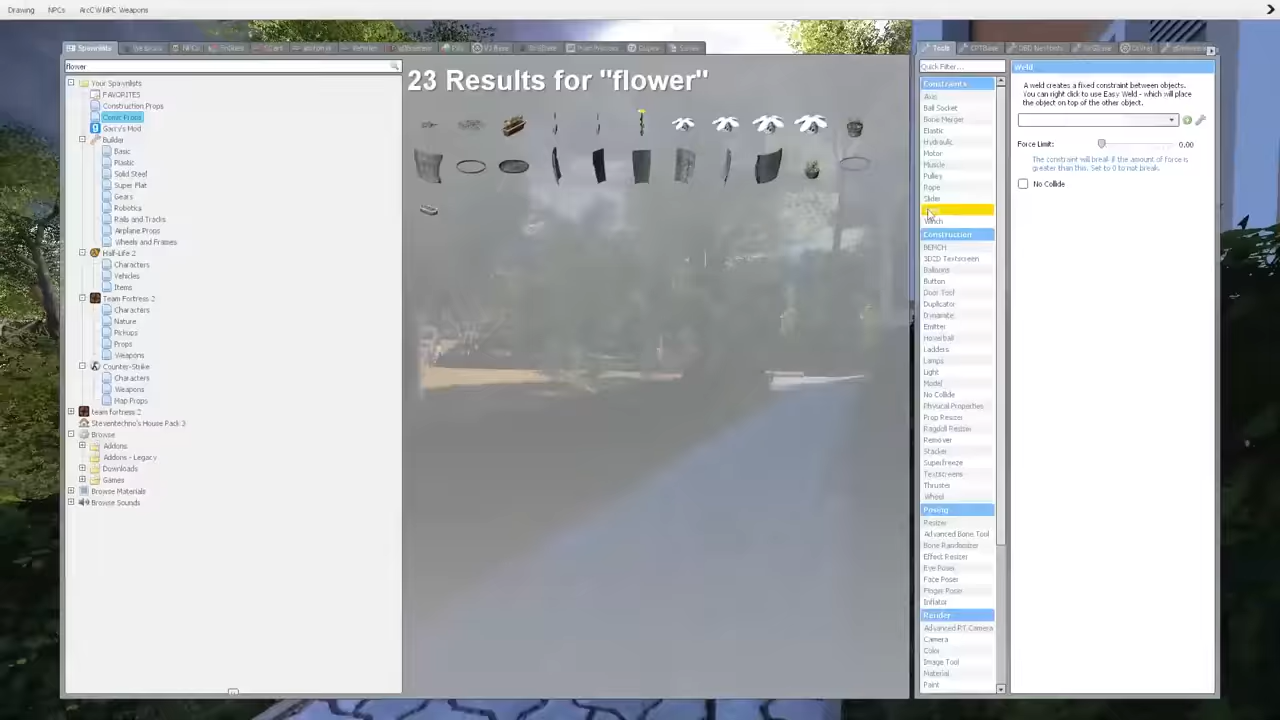 Drawing NPCs ArcCW NPC Weapons
Spawnlists
flower
Your Spawnlists
FAVORITES
Construction Props
Comic Props
Garry's Mod
Builder
Basic
Plastic
Solid Steel
Super Flat
Gears
Robotics
Rails and Tracks
Airplane Props
Wheels and Frames
Half-Life 2
Characters
Vehicles
Items
Team Fortress 2
Characters
Nature
Pickups
Props
Weapons
Counter-Strike
Characters
Weapons
Map Props
team fortress 2
Steventechno's House Pack 3
Browse
Addons
Addons - Legacy
Downloads
Games
Browse Materials
Browse Sounds
23 Results for "flower"
Tools
Quick Filter...
Constraints
Axis
Ball Socket
Bone Merger
Elastic
Hydraulic
Motor
Muscle
Pulley
Rope
Slider
Winch
Construction
3D2D Textscreen
Balloons
Button
Door Tool
Duplicator
Dynamite
Emitter
Hoverball
Ladders
Lamps
Light
Model
No Collide
Physical Properties
Prop Resizer
Ragdoll Resizer
Remover
Stacker
Superfreeze
Textscreens
Thruster
Wheel
Posing
Resizer
Advanced Bone Tool
Bone Randomizer
Effect Resizer
Eye Poser
Face Poser
Finger Poser
Inflator
Render
Advanced RT Camera
Camera
Color
Image Tool
Material
Paint
Weld
A weld creates a fixed constraint between objects.
You can right click to use Easy Weld - which will place
the object on top of the other object.
Force Limit: 0.00
The constraint will break if the amount of force is
greater than this. Set to 0 to not break.
No Collide